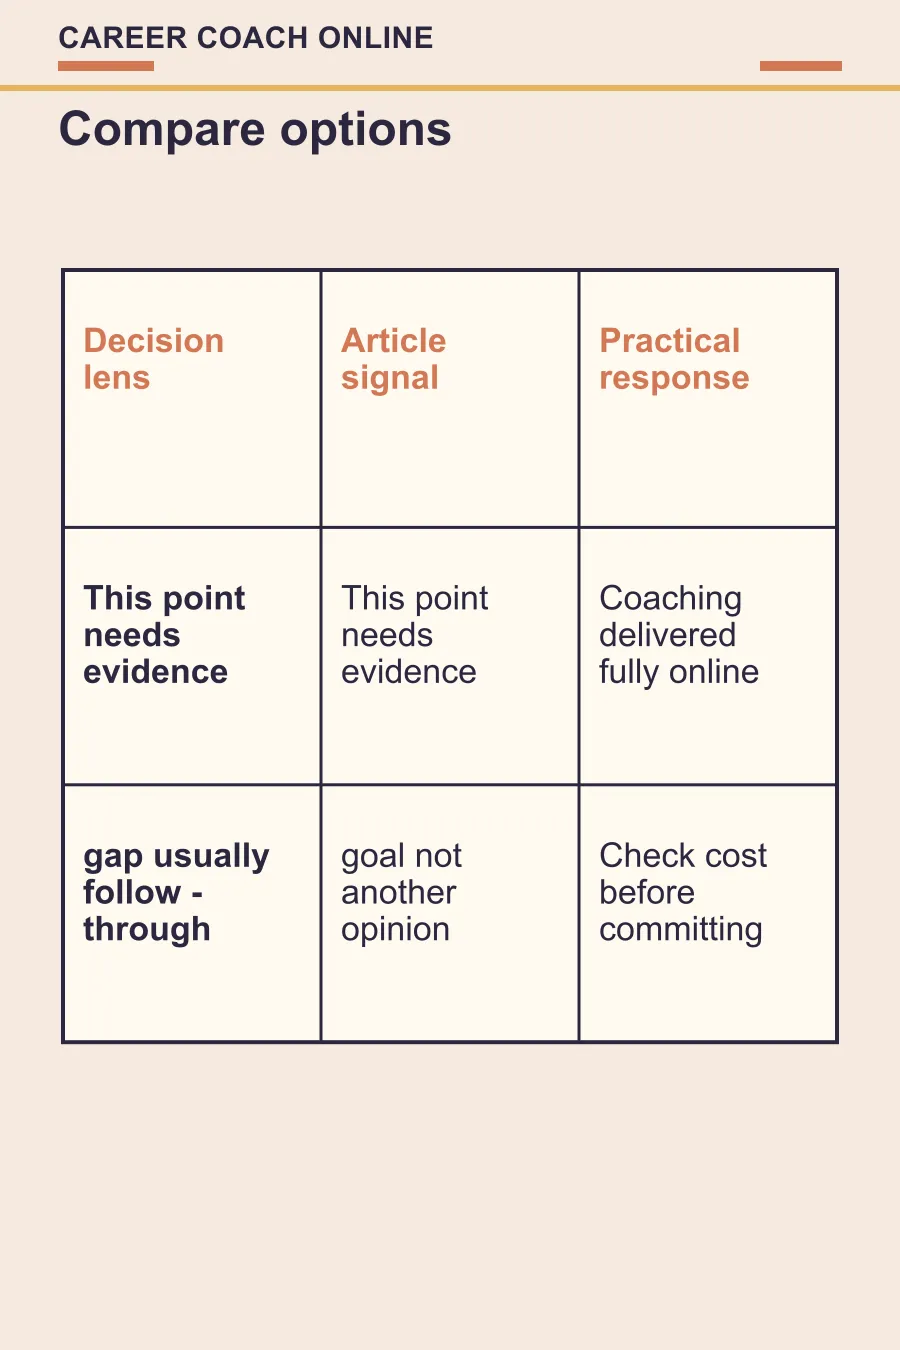 CAREER COACH ONLINE
Compare options
Decision
lens
Article
signal
Practical
response
This point
needs
evidence
This point
needs
evidence
Coaching
delivered
fully online
gap usually
follow -
through
goal not
another
opinion
Check cost
before
committing